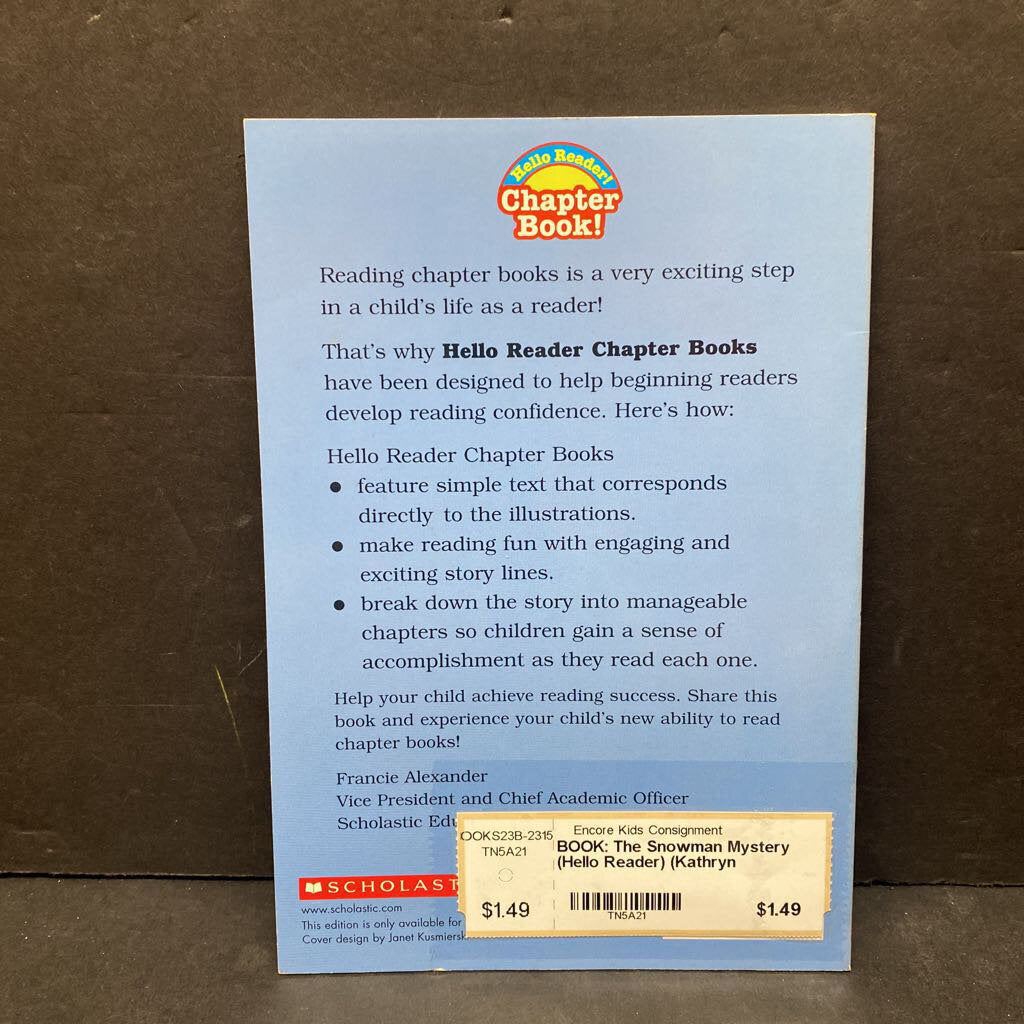 Hello Reader!
Chapter
Book!
Reading chapter books is a very exciting step
in a child's life as a reader!
That's why Hello Reader Chapter Books
have been designed to help beginning readers
develop reading confidence. Here's how:
Hello Reader Chapter Books
● feature simple text that corresponds
directly to the illustrations.
● make reading fun with engaging and
exciting story lines.
● break down the story into manageable
chapters so children gain a sense of
accomplishment as they read each one.
Help your child achieve reading success. Share this
book and experience your child's new ability to read
chapter books!
Francie Alexander
Vice President and Chief Academic Officer
Scholastic
SCHOLAST
www.scholastic.com
This edition is only available for
Cover design by Janet
OOKS23B-2315
TN5A21
$1.49
Encore Kids Consignment
BOOK: The Snowman Mystery
(Hello Reader) (Kathryn
TN5A21
$1.49